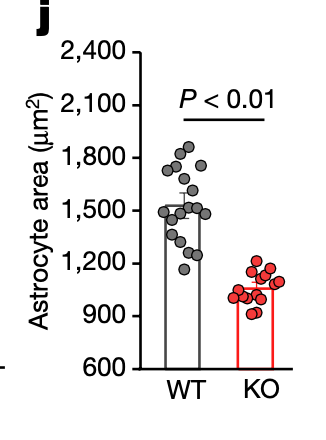 j
2,400
2,100
P < 0.01
1,800
1,500
1,200
900
600
Astrocyte area (μm²)
WT KO